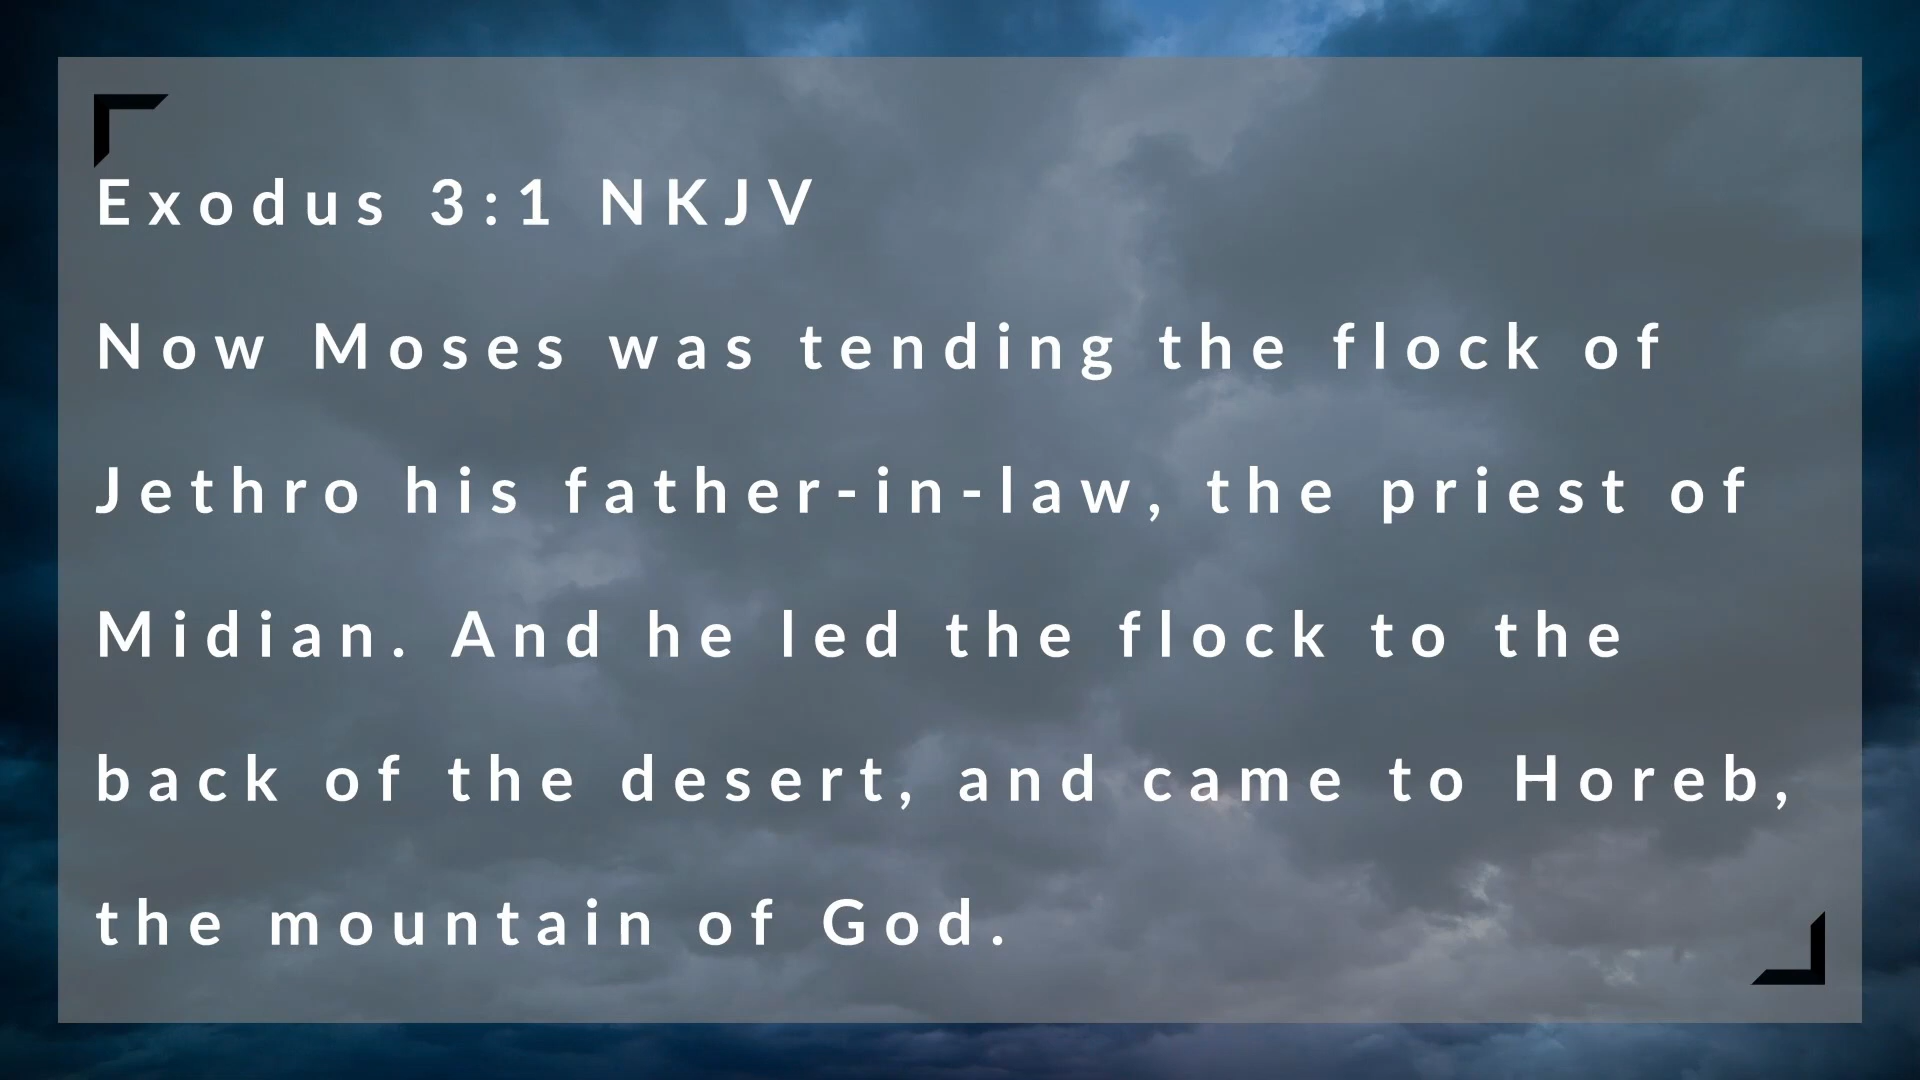 Exodus 3:1 NKJV
Now Moses was tending the flock of
Jethro his father-in-law, the priest of
Midian. And he led the flock to the
back of the desert, and came to Horeb,
the mountain of God.